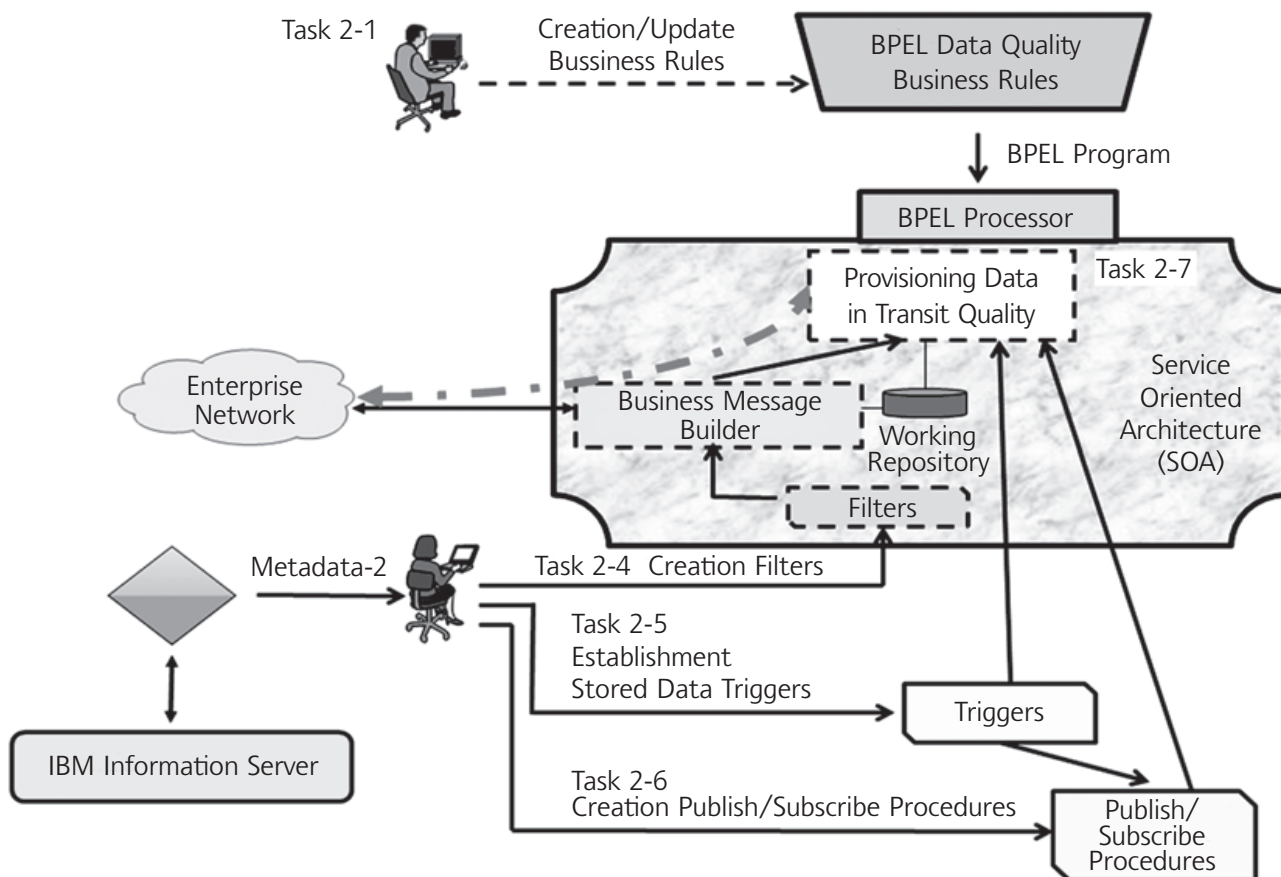 Task 2-1
Creation/Update
Bussiness Rules
BPEL Data Quality
Business Rules
BPEL Program
BPEL Processor
Provisioning Data
in Transit Quality
Task 2-7
Enterprise
Network
Business Message
Builder
Working
Repository
Service
Oriented
Architecture
(SOA)
Filters
Metadata-2
Task 2-4 Creation Filters
Task 2-5
Establishment
Stored Data Triggers
Triggers
IBM Information Server
Task 2-6
Creation Publish/Subscribe Procedures
Publish/
Subscribe
Procedures